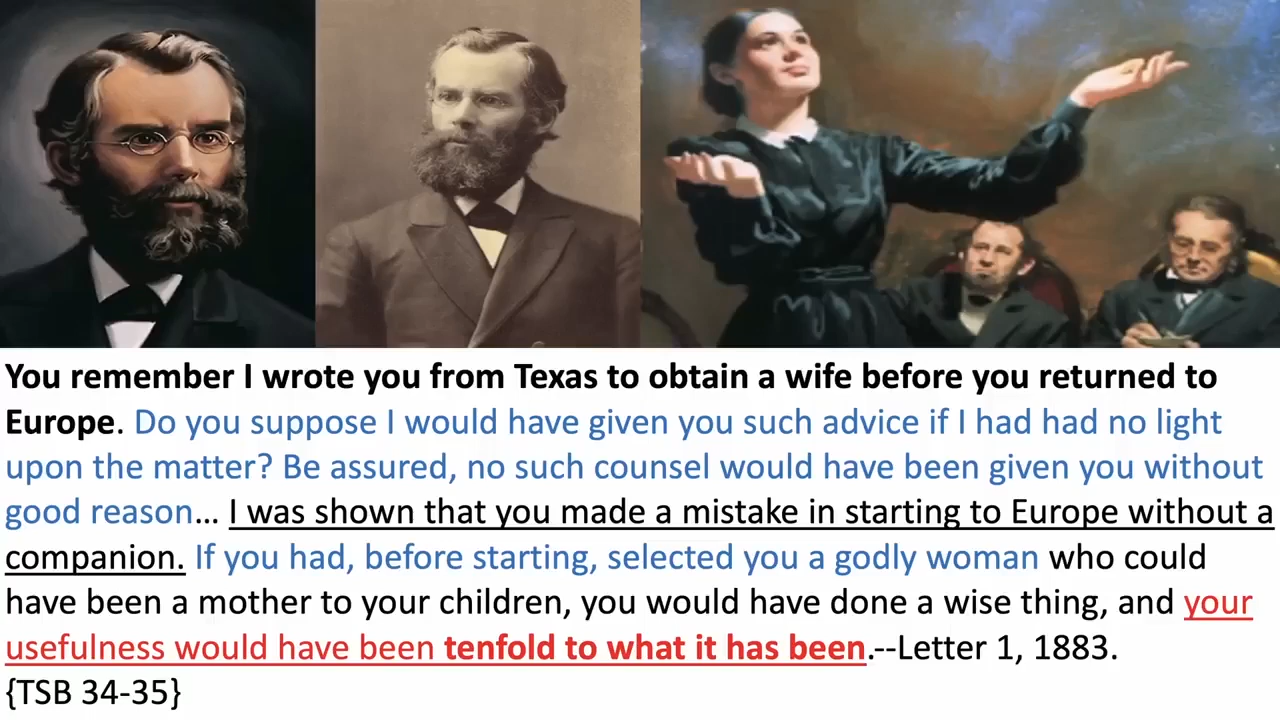 You remember I wrote you from Texas to obtain a wife before you returned to
Europe. Do you suppose I would have given you such advice if I had had no light
upon the matter? Be assured, no such counsel would have been given you without
good reason… I was shown that you made a mistake in starting to Europe without a
companion. If you had, before starting, selected you a godly woman who could
have been a mother to your children, you would have done a wise thing, and your
usefulness would have been tenfold to what it has been.--Letter 1, 1883.
{TSB 34-35}